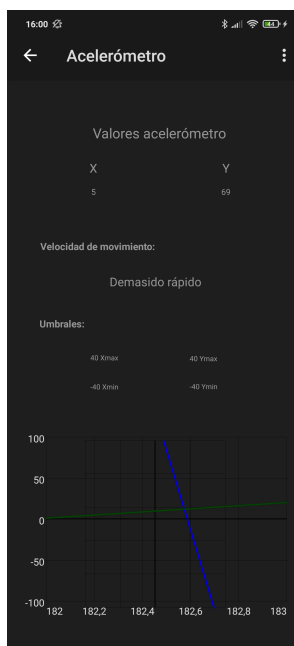 16:00
44
Acelerómetro
Valores acelerómetro
X Y
5 69
Velocidad de movimiento:
Demasido rápido
Umbrales:
40 Xmax 40 Ymax
-40 Xmin -40 Ymin
100
50
0
-50
-100
182 182,2 182,4 182,6 182,8 183